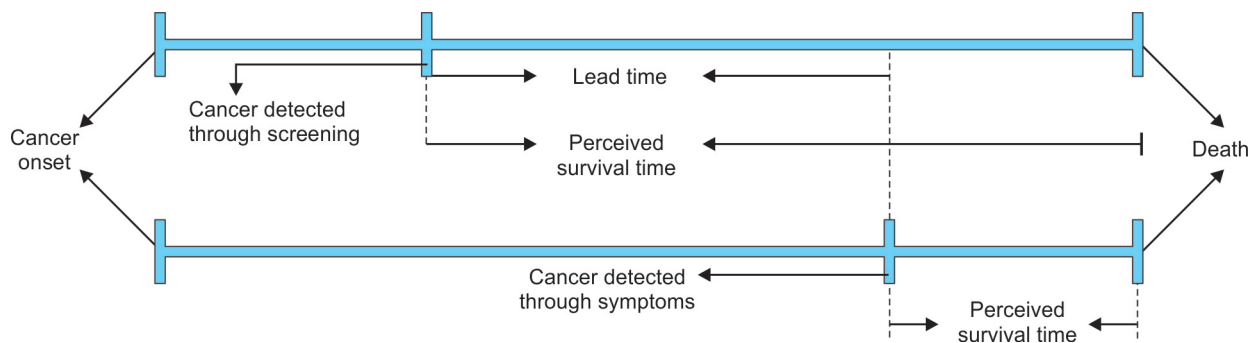 Lead time
Cancer detected
through screening
Cancer
onset
Perceived
survival time
Death
Cancer detected
through symptoms
Perceived
survival time